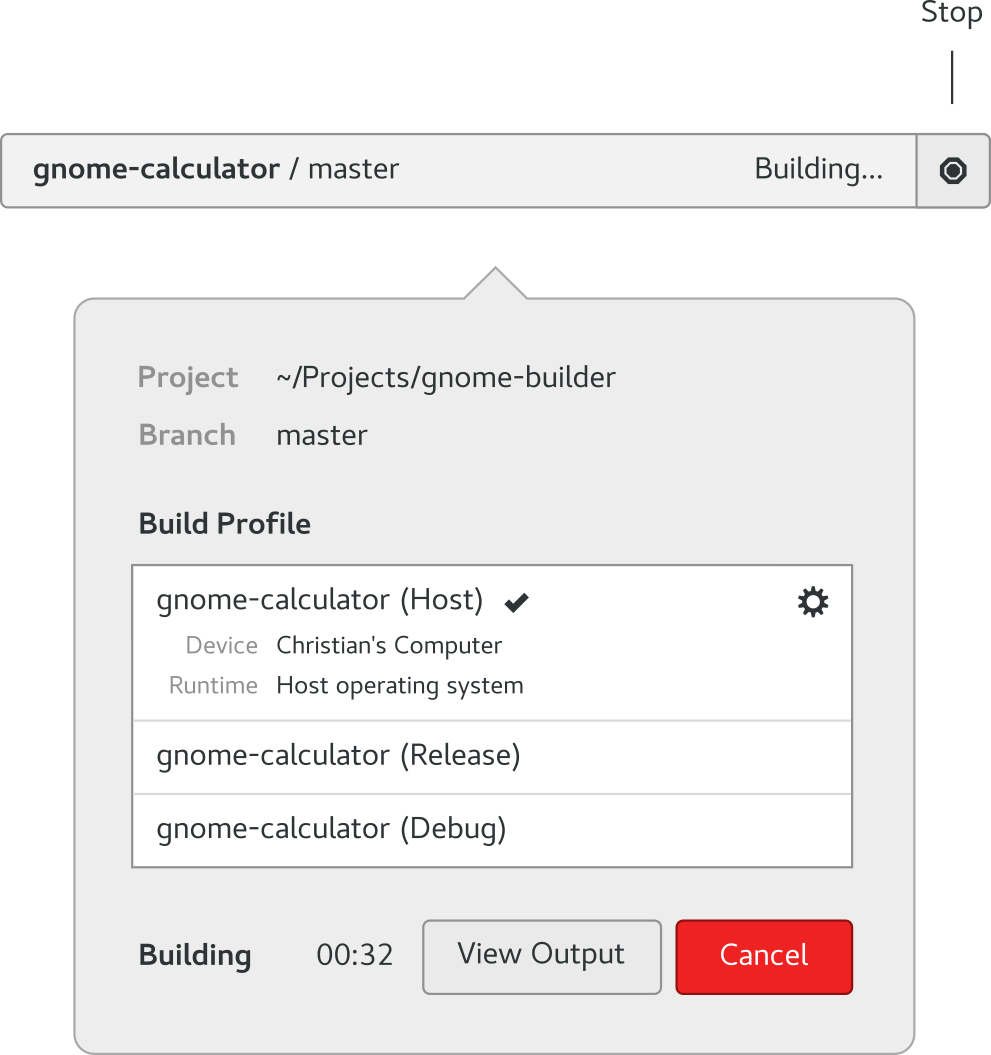 Stop
gnome-calculator / master Building...
Project ~/Projects/gnome-builder
Branch master
Build Profile
gnome-calculator (Host)
Device Christian's Computer
Runtime Host operating system
gnome-calculator (Release)
gnome-calculator (Debug)
Building 00:32 View Output Cancel